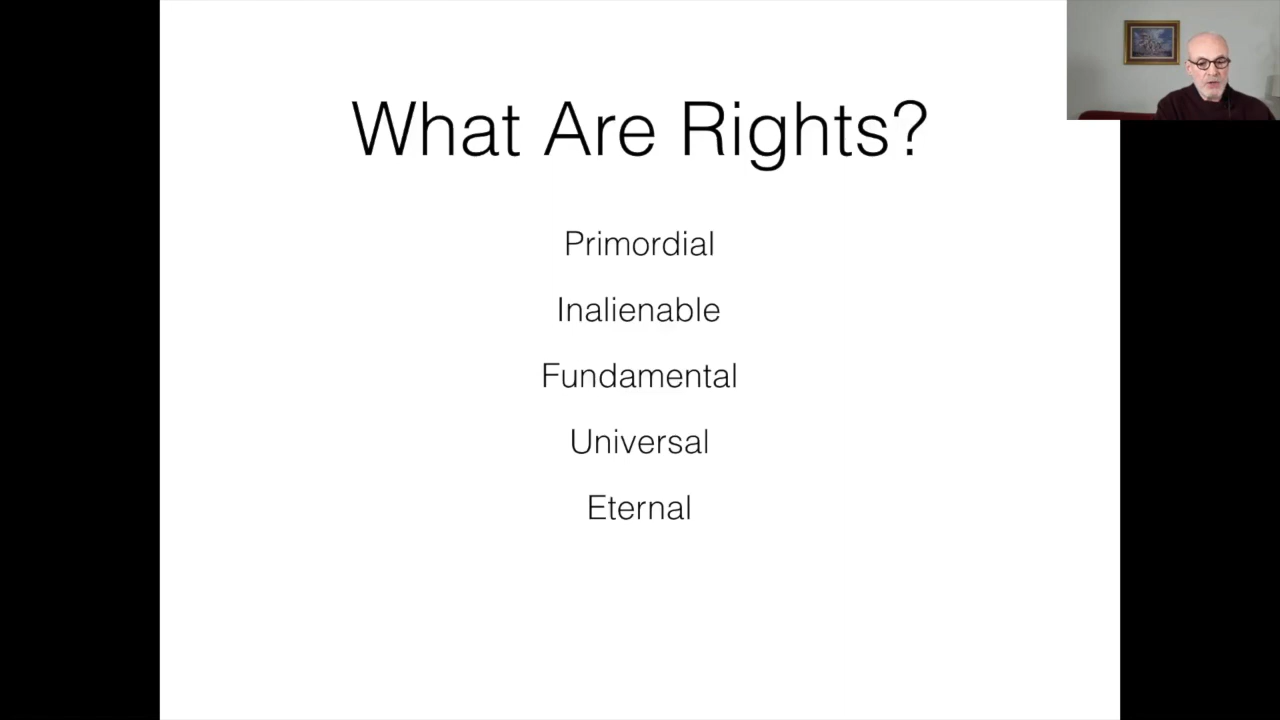 What Are Rights?
Primordial
Inalienable
Fundamental
Universal
Eternal